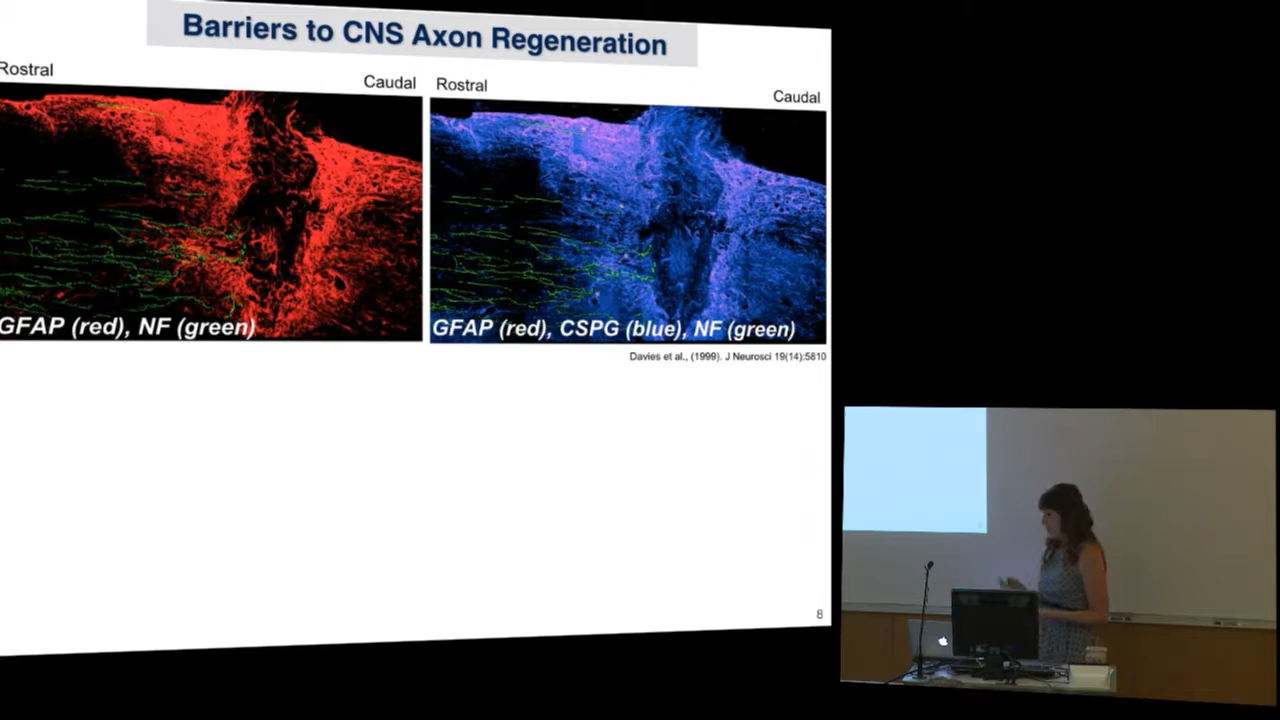 Barriers to CNS Axon Regeneration
Rostral
Caudal
Rostral
Caudal
GFAP (red), NF (green)
GFAP (red), CSPG (blue), NF (green)
Davies et al., (1999). J Neurosci 19(14):5810
8